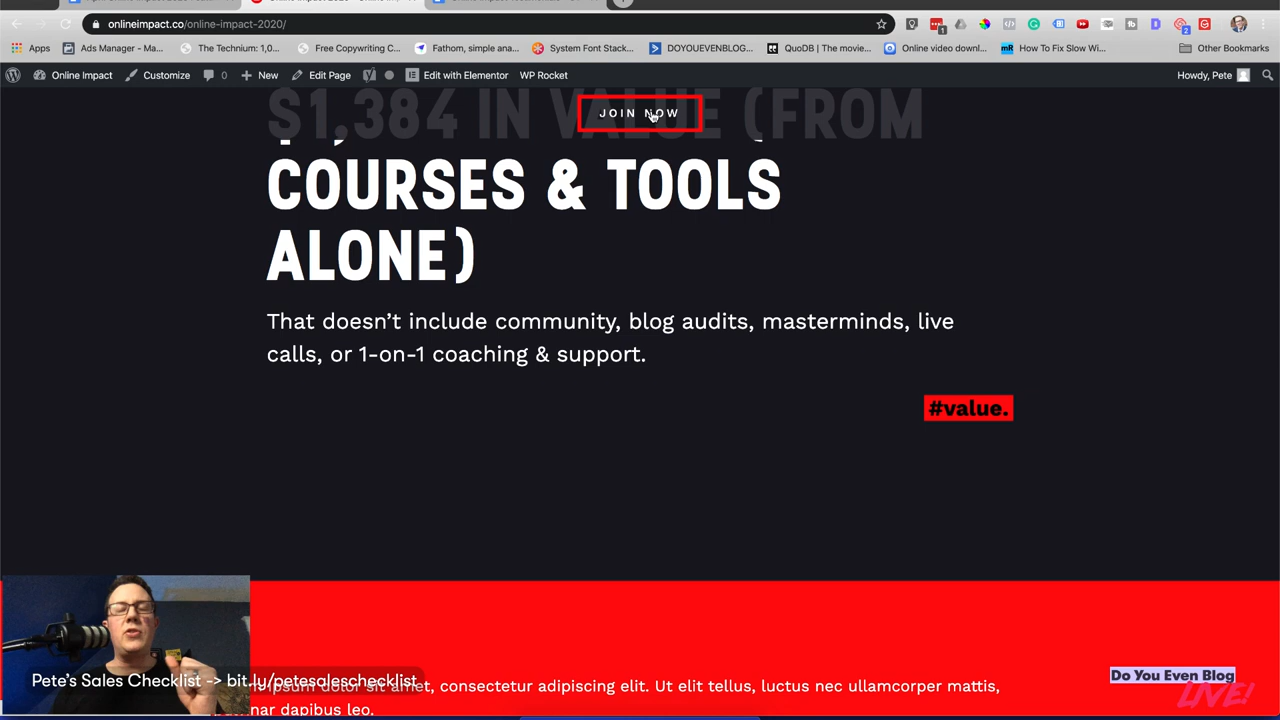 onlineimpact.co/online-impact-2020/
Apps
Ads Manager - Ma...
The Technium: 1,0...
Free Copywriting C...
Fathom, simple ana...
System Font Stack...
DOYOUEVENBLOG...
QuoDB | The movie...
Online video downl...
How To Fix Slow Wi...
Other Bookmarks
Online Impact
Customize
0
New
Edit Page
Edit with Elementor
WP Rocket
Howdy, Pete
$1,384 IN VALUE (FROM
JOIN NOW
COURSES & TOOLS
ALONE)
That doesn't include community, blog audits, masterminds, live
calls, or 1-on-1 coaching & support.
#value.
Pete's Sales Checklist -> bit.ly/petesaleschecklist
ipsum dolor sit amet, consectetur adipiscing elit. Ut elit tellus, luctus nec ullamcorper mattis,
dapibus leo.
Do You Even Blog
LIVE!